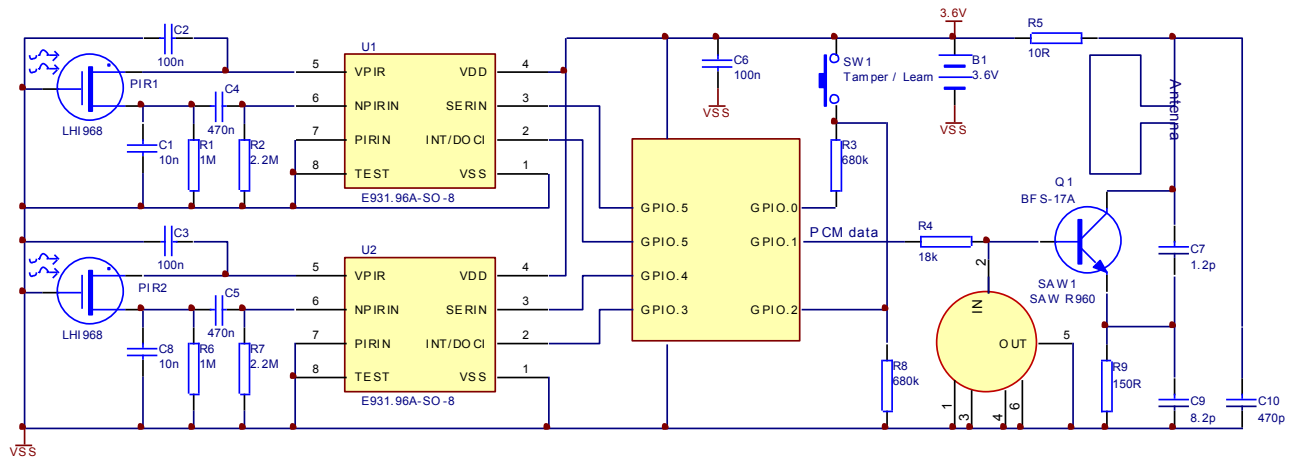 C2
100n
PIR1
LHI968
C1
10n
R1
1M
C4
470n
R2
2.2M
U1
5 VPIR VDD 4
6 NPIRIN SERIN 3
7 PIRIN INT/DOCI 2
8 TEST VSS 1
E931.96A-SO-8
C3
100n
PIR2
LHI968
C8
10n
R6
1M
C5
470n
R7
2.2M
U2
5 VPIR VDD 4
6 NPIRIN SERIN 3
7 PIRIN INT/DOCI 2
8 TEST VSS 1
E931.96A-SO-8
VSS
C6
100n
VSS
SW1
Tamper / Learn
R3
680k
3.6V
B1
3.6V
VSS
R5
10R
Antenna
GPIO.5 GPIO.0
GPIO.5 GPIO.1
GPIO.4
GPIO.3 GPIO.2
PCM data
R4
18k
R8
680k
Q1
BFS-17A
SAW1
SAW R960
2
IN
OUT 5
1
3
4
6
R9
150R
C7
1.2p
C9
8.2p
C10
470p